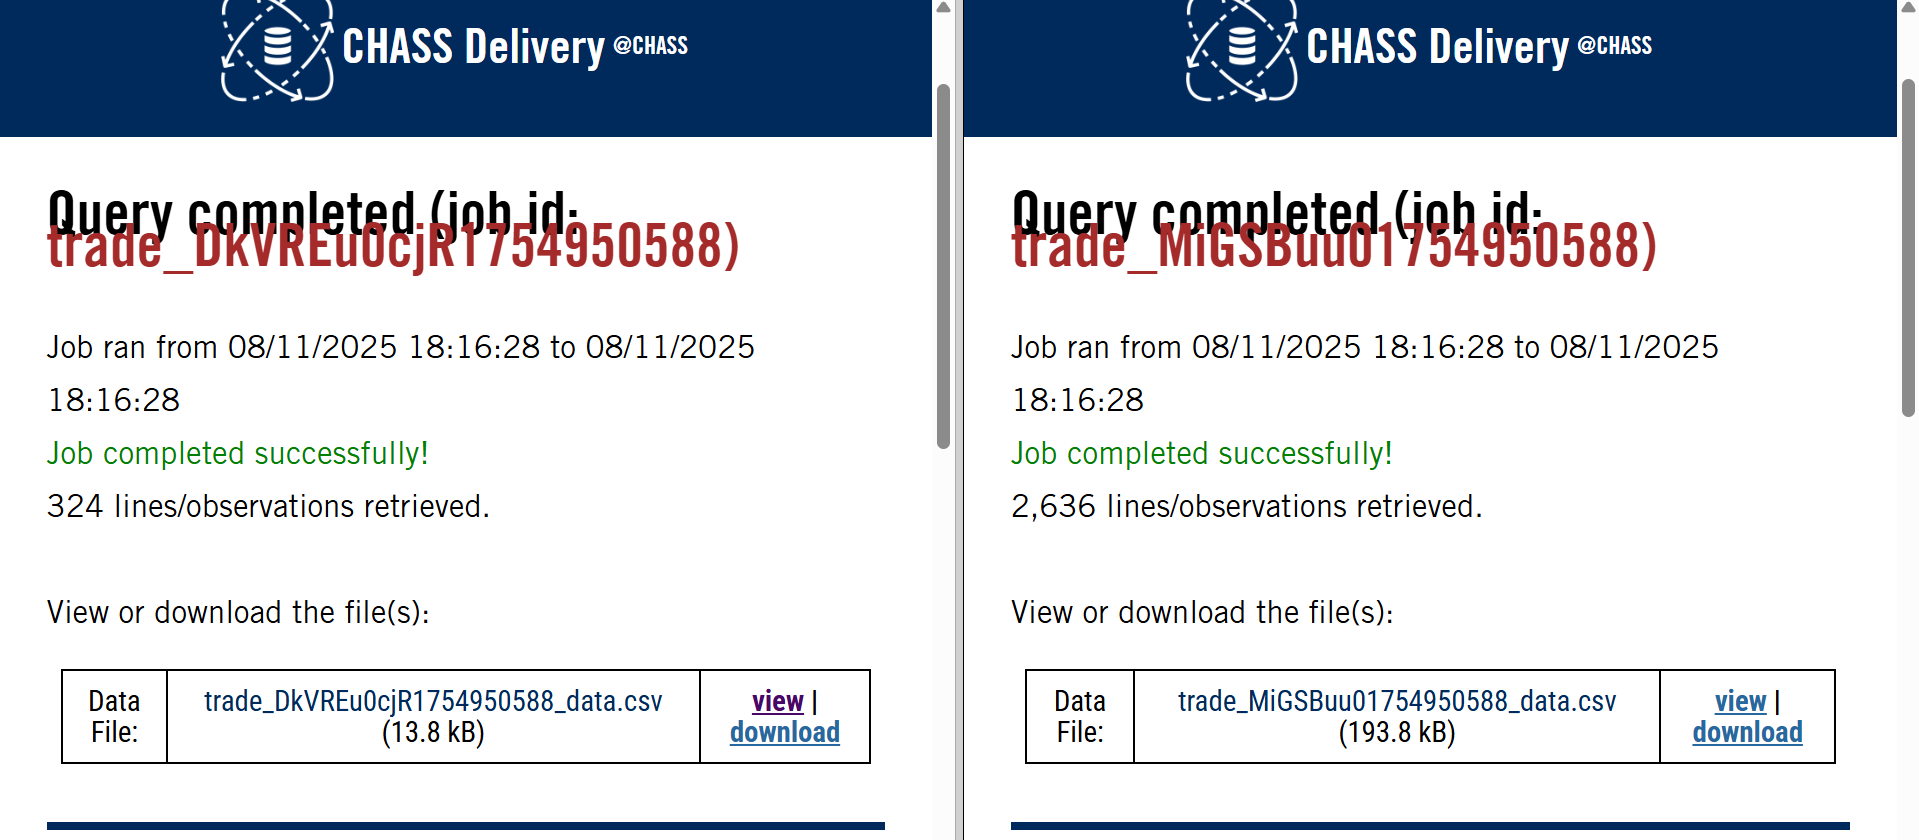 CHASS Delivery @CHASS
Query completed (job id:
trade_DkVREu0cjR1754950588)
Job ran from 08/11/2025 18:16:28 to 08/11/2025
18:16:28
Job completed successfully!
324 lines/observations retrieved.
View or download the file(s):
Data
File:
trade_DkVREu0cjR1754950588_data.csv
(13.8 kB)
view |
download
CHASS Delivery @CHASS
Query completed (job id:
trade_MiGSBuu01754950588)
Job ran from 08/11/2025 18:16:28 to 08/11/2025
18:16:28
Job completed successfully!
2,636 lines/observations retrieved.
View or download the file(s):
Data
File:
trade_MiGSBuu01754950588_data.csv
(193.8 kB)
view |
download